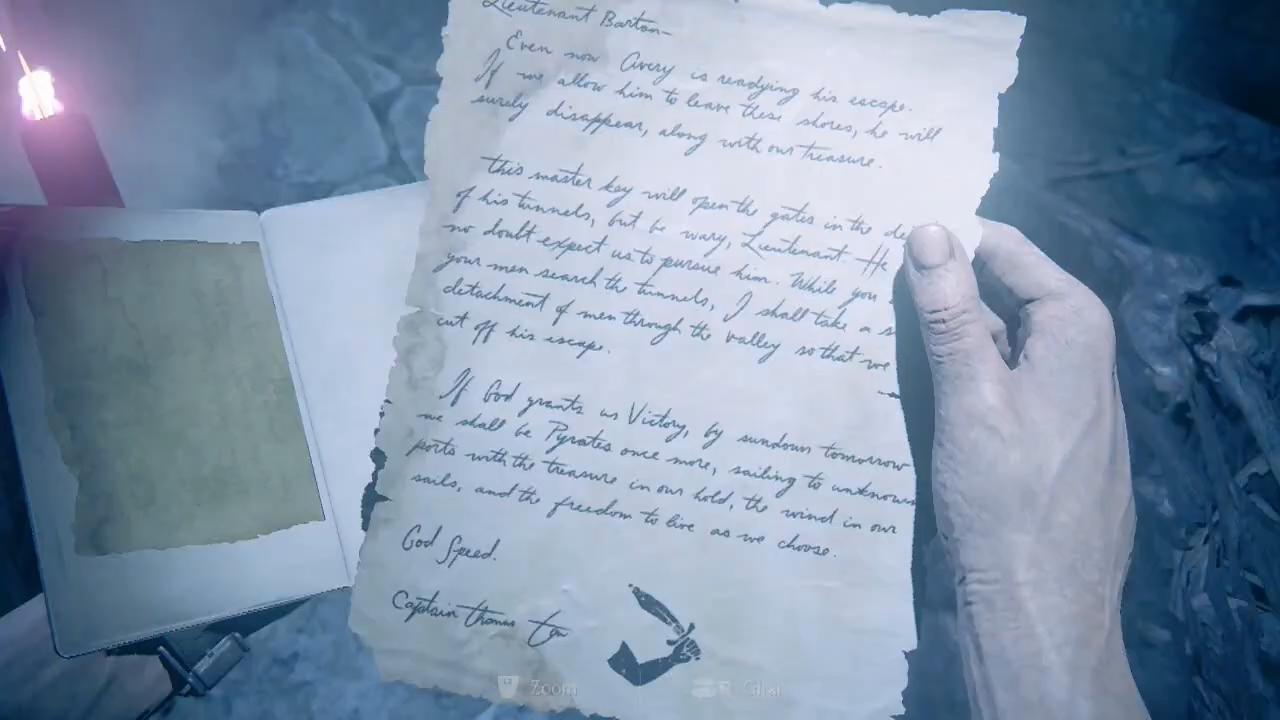 Lieutenant Barton-
Even now Avery is readying his escape.
If we allow him to leave these shores, he will
surely disappear, along with our treasure.
This master key will open the gates in the
of his tunnels, but be wary, Lieutenant. He
no doubt expect us to pursue him. While you
your men search the tunnels, I shall take a
detachment of men through the valley so that we
cut off his escape.
If God grants us Victory, by sundown tomorrow
we shall be Pyrates once more, sailing to unknown
ports with the treasure in our hold, the wind in our
sails, and the freedom to live as we choose.
God Speed.
Captain Thomas Tew
Zoom